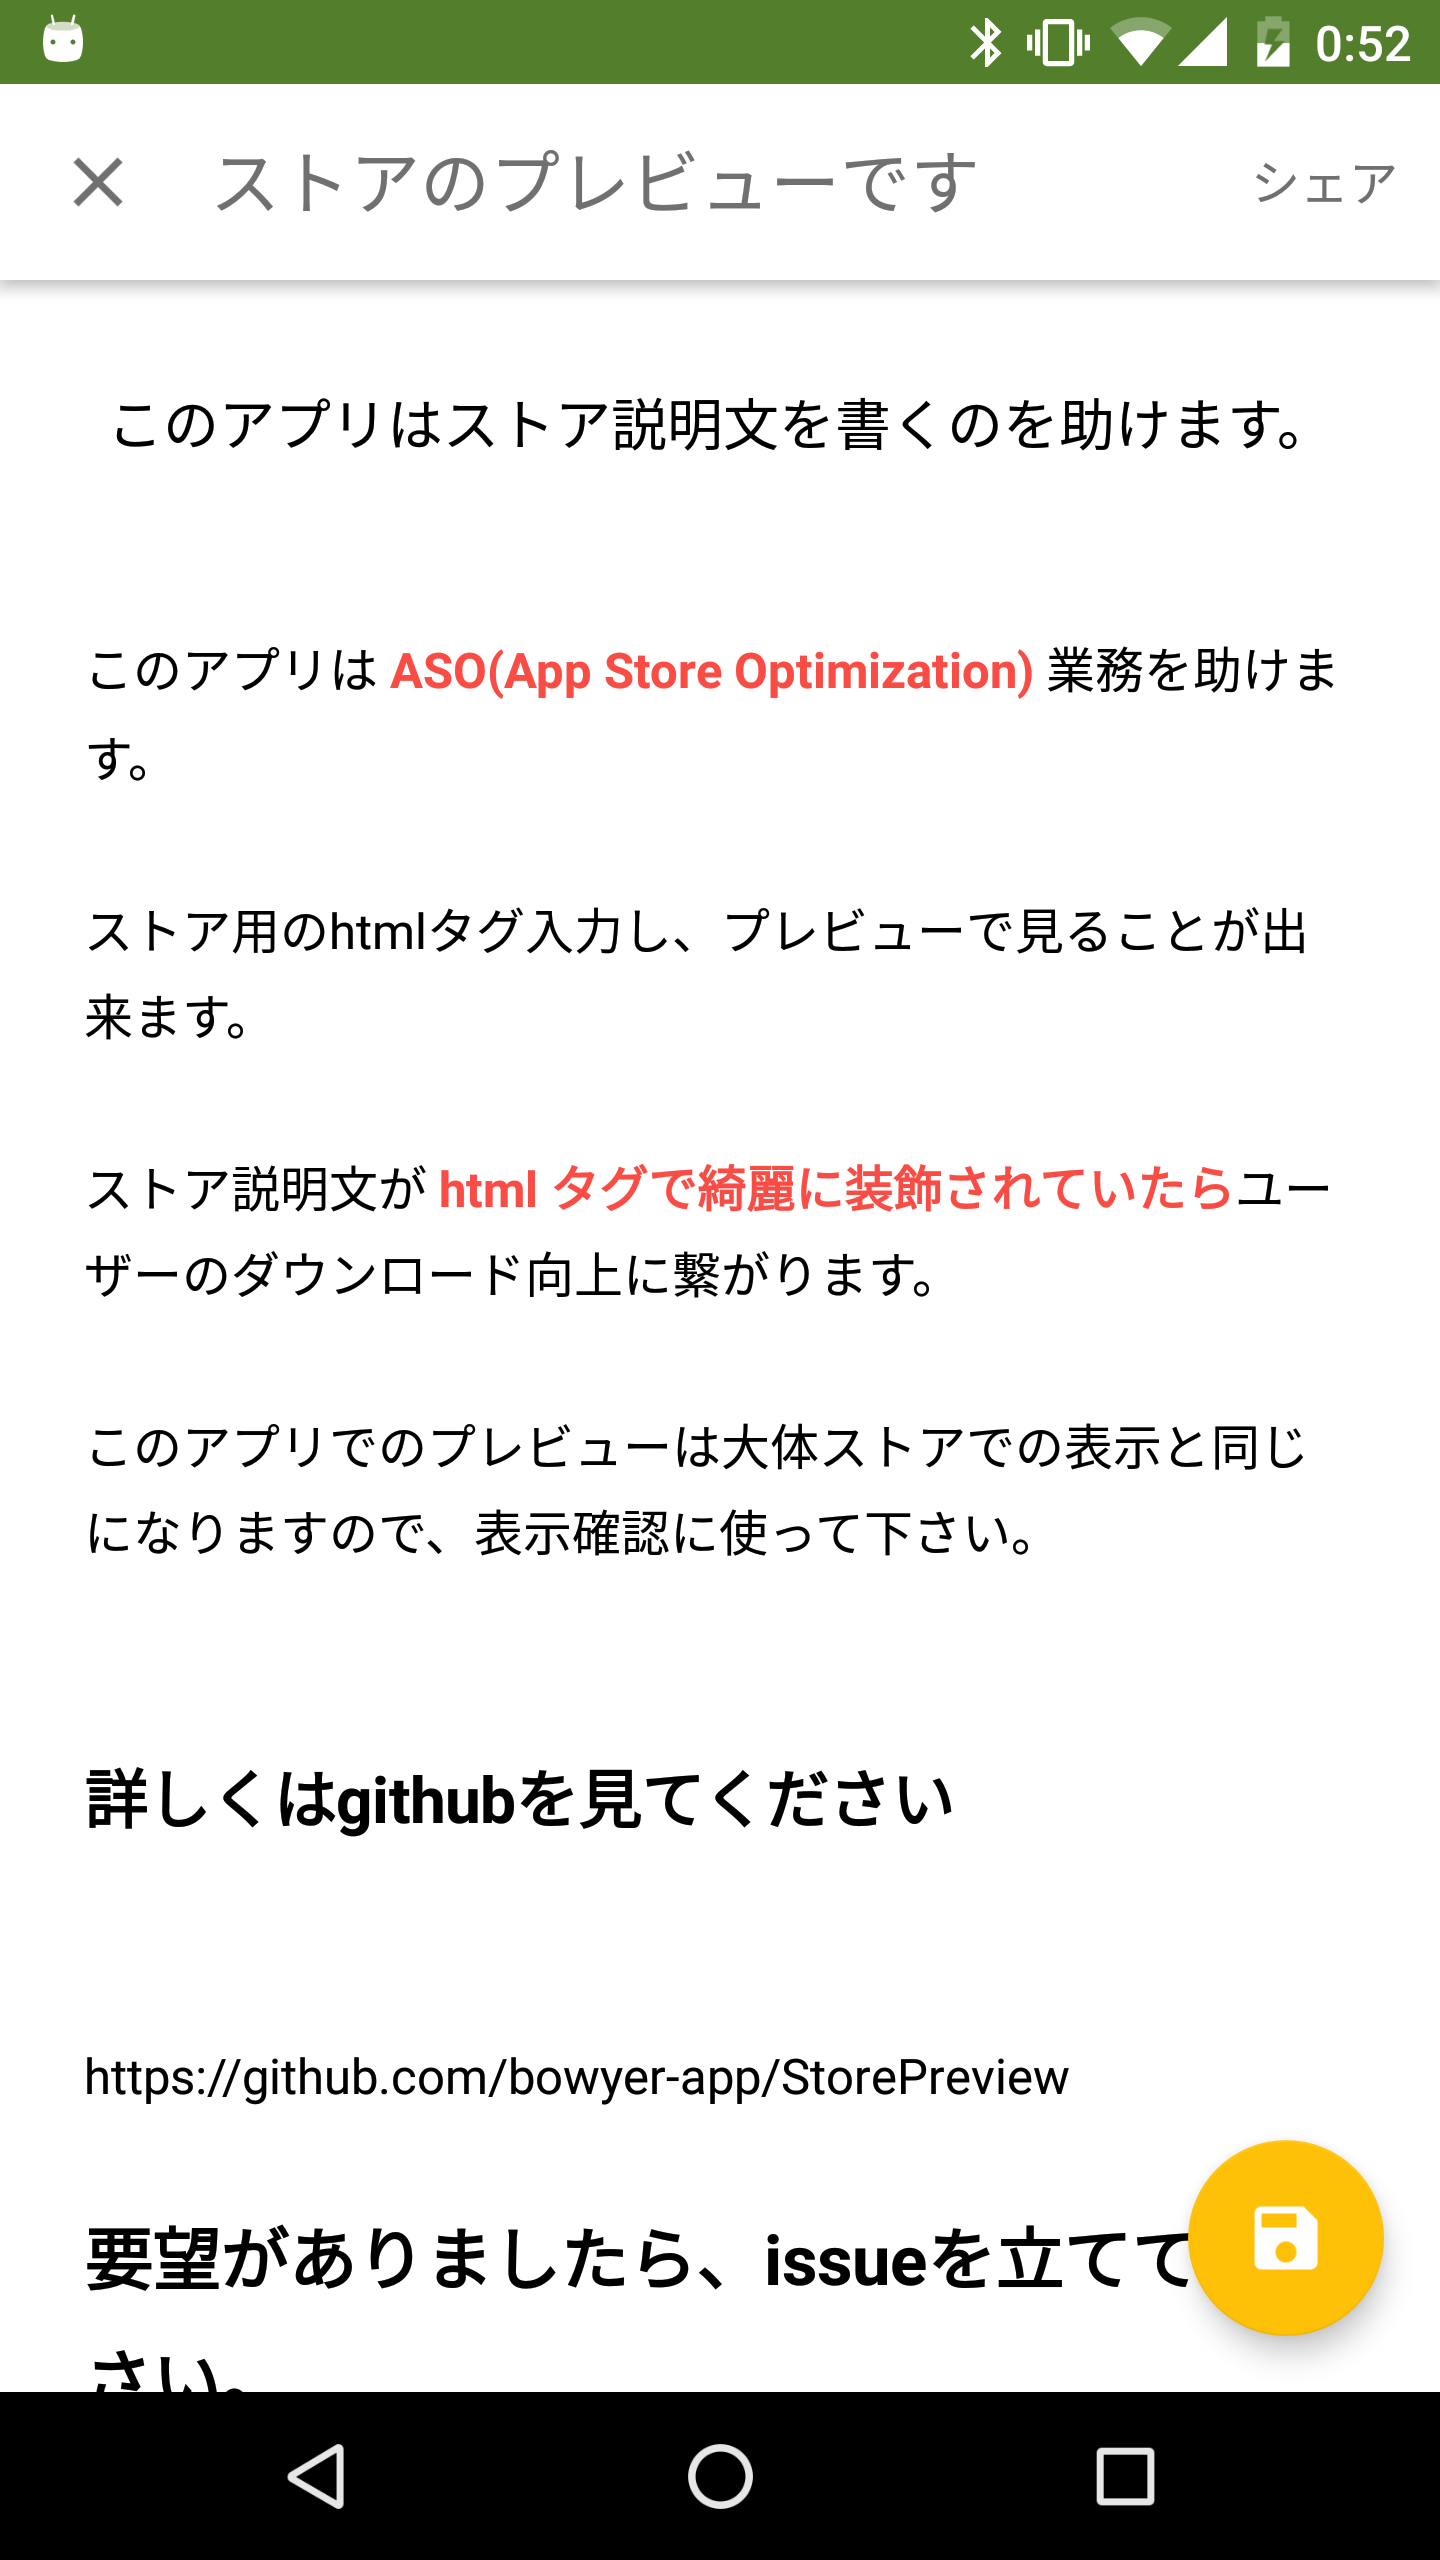 0:52
ストアのプレビューです
シェア
このアプリはストア説明文を書くのを助けます。
このアプリは ASO(App Store Optimization) 業務を助けま
す。
ストア用のhtmlタグ入力し、プレビューで見ることが出
来ます。
ストア説明文が html タグで綺麗に装飾されていたらユー
ザーのダウンロード向上に繋がります。
このアプリでのプレビューは大体ストアでの表示と同じ
になりますので、表示確認に使って下さい。
詳しくはgithubを見てください
https://github.com/bowyer-app/StorePreview
要望がありましたら、issueを立てて
さい。